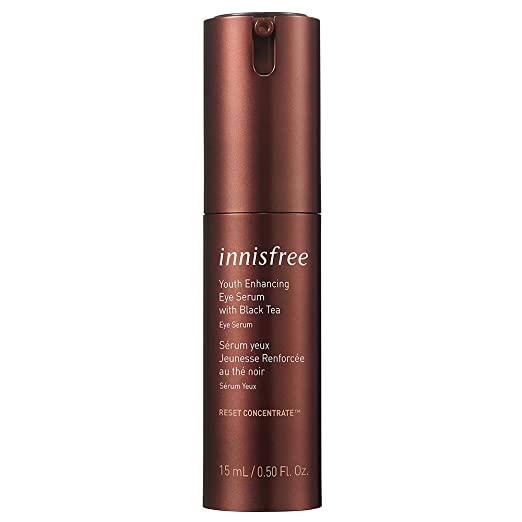 innisfree
Youth Enhancing
Eye Serum
with Black Tea
Eye Serum
Sérum yeux
Jeunesse Renforcée
au thé noir
Sérum Yeux
RESET CONCENTRATE™
15 mL / 0.50 Fl. Oz.